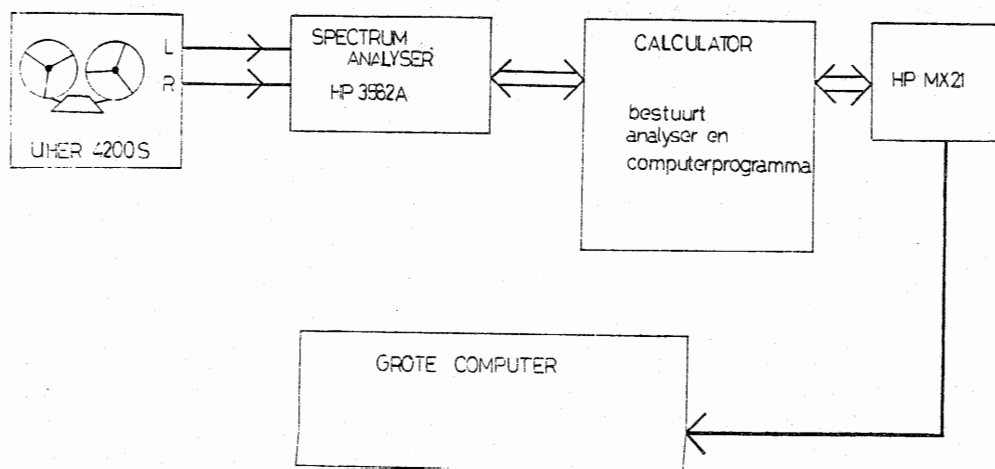 L
R
UHER 4200S
SPECTRUM
ANALYSER
HP 3582A
CALCULATOR
bestuurt
analyser en
computerprogramma
HP MX21
GROTE COMPUTER